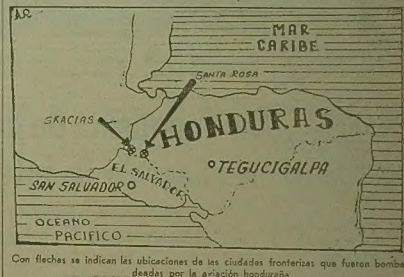 AR
MAR
CARIBE
SANTA ROSA
GRACIAS
HONDURAS
TEGUCIGALPA
EL SALVADOR
SAN SALVADOR
OCEANO
PACIFICO
Con flechas se indican las ubicaciones de las ciudades fronterizas que fueron bombar
deadas por la aviación hondureña